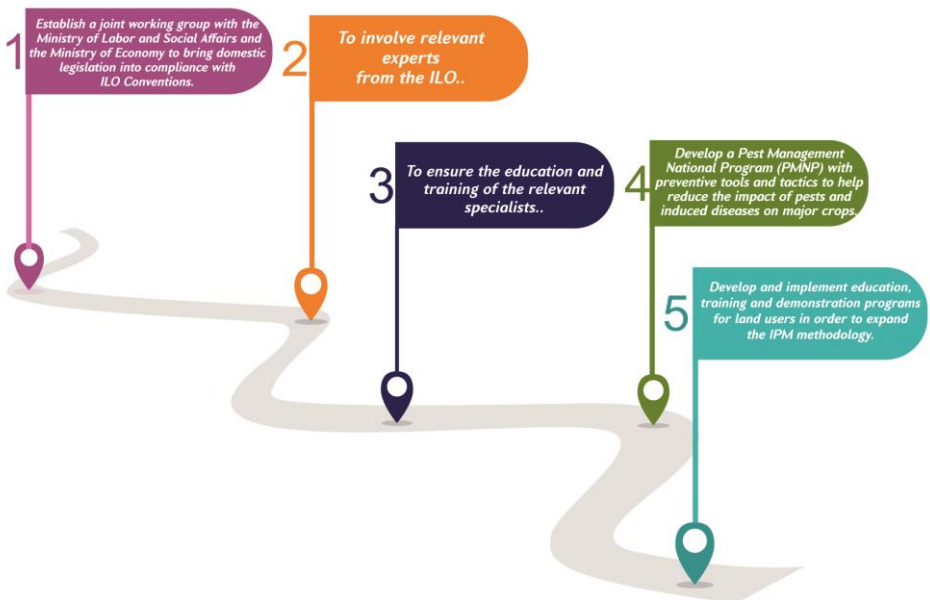 1
Establish a joint working group with the
Ministry of Labor and Social Affairs and
the Ministry of Economy to bring domestic
legislation into compliance with
ILO Conventions.
2
To involve relevant
experts
from the ILO..
3
To ensure the education and
training of the relevant
specialists..
4
Develop a Pest Management
National Program (PMNP) with
preventive tools and tactics to help
reduce the impact of pests and
induced diseases on major crops.
5
Develop and implement education,
training and demonstration programs
for land users in order to expand
the IPM methodology.